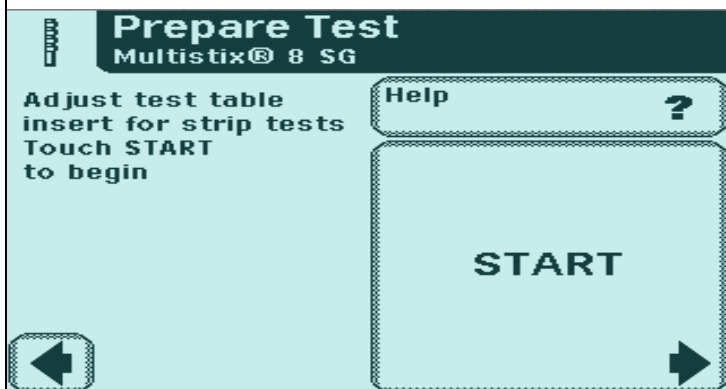 Prepare Test
Multistix® 8 SG
Adjust test table
insert for strip tests
Touch START
to begin
Help ?
START